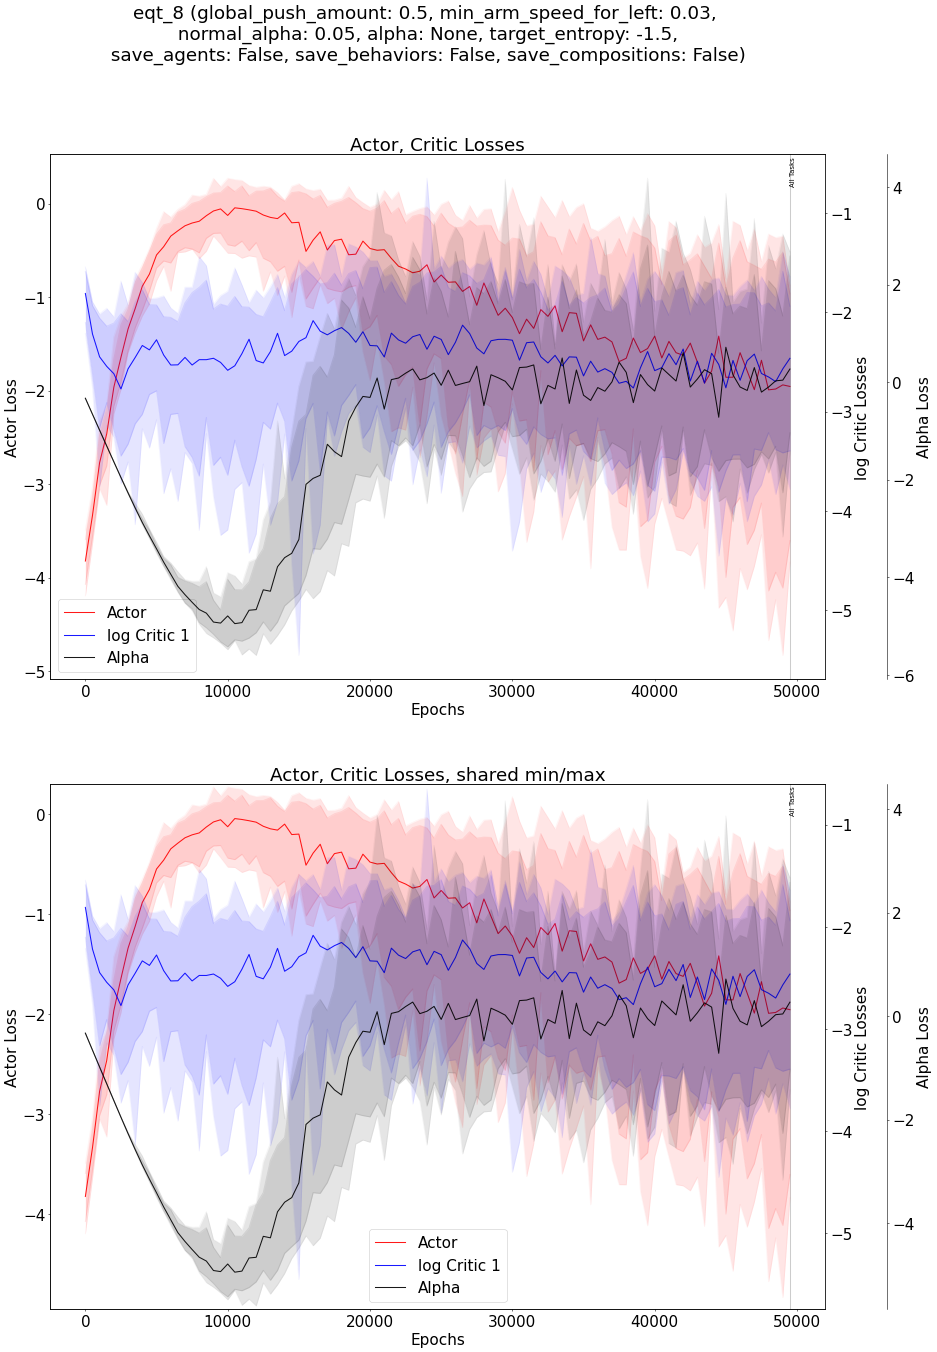 eqt_8 (global_push_amount: 0.5, min_arm_speed_for_left: 0.03,
normal_alpha: 0.05, alpha: None, target_entropy: -1.5,
save_agents: False, save_behaviors: False, save_compositions: False)
Actor, Critic Losses
All Tasks
0
−1
−2
−3
−4
−5
Actor Loss
−1
−2
−3
−4
−5
log Critic Losses
4
2
0
−2
−4
−6
Alpha Loss
Actor
log Critic 1
Alpha
0 10000 20000 30000 40000 50000
Epochs
Actor, Critic Losses, shared min/max
All Tasks
0
−1
−2
−3
−4
Actor Loss
−1
−2
−3
−4
−5
log Critic Losses
4
2
0
−2
−4
Alpha Loss
Actor
log Critic 1
Alpha
0 10000 20000 30000 40000 50000
Epochs